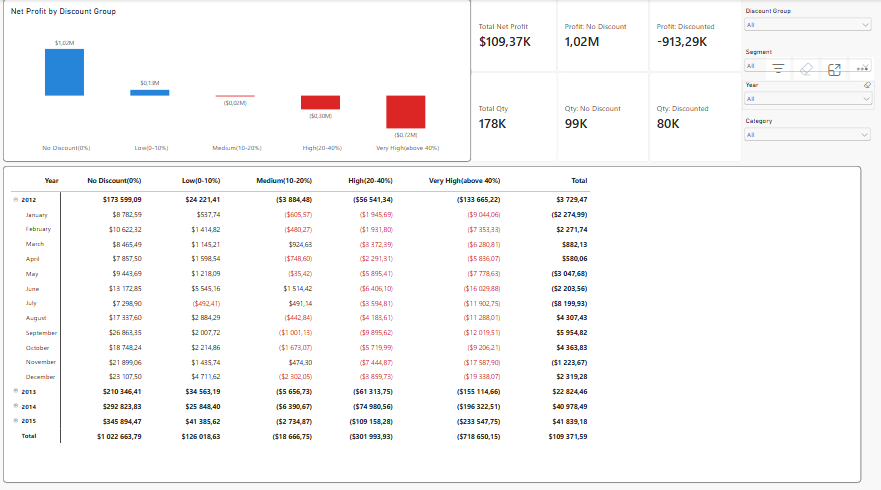 Net Profit by Discount Group
$1,02M
$0,13M
($0,02M)
($0,30M)
($0,72M)
No Discount(0%) Low(0-10%) Medium(10-20%) High(20-40%) Very High(above 40%)
Total Net Profit
$109,37K
Profit: No Discount
1,02M
Profit: Discounted
-913,29K
Total Qty
178K
Qty: No Discount
99K
Qty: Discounted
80K
Discount Group
All
Segment
All
Year
All
Category
All
Year No Discount(0%) Low(0-10%) Medium(10-20%) High(20-40%) Very High(above 40%) Total
2012 $173 599,09 $24 221,41 ($3 884,48) ($56 541,34) ($133 665,22) $3 729,47
January $8 782,59 $537,74 ($605,57) ($1 945,69) ($9 044,06) ($2 274,99)
February $10 622,32 $1 414,82 ($480,27) ($1 931,80) ($7 353,33) $2 271,74
March $8 465,49 $1 145,21 $924,63 ($3 372,39) ($6 280,81) $882,13
April $7 857,50 $1 598,54 ($748,60) ($2 291,31) ($5 836,07) $580,06
May $9 443,69 $1 218,09 ($35,42) ($5 895,41) ($7 778,63) ($3 047,68)
June $13 172,85 $5 545,16 $1 514,42 ($6 406,10) ($16 029,88) ($2 203,56)
July $7 298,90 ($492,41) $491,14 ($3 594,81) ($11 902,75) ($8 199,93)
August $17 337,60 $2 884,29 ($442,84) ($4 183,61) ($11 288,01) $4 307,43
September $26 863,35 $2 007,72 ($1 001,13) ($9 895,62) ($12 019,51) $5 954,82
October $18 748,24 $2 214,86 ($1 673,07) ($5 719,99) ($9 206,21) $4 363,83
November $21 899,06 $1 435,74 $474,30 ($7 444,87) ($17 587,90) ($1 223,67)
December $23 107,50 $4 711,62 ($2 302,05) ($3 859,73) ($19 338,07) $2 319,28
2013 $210 346,41 $34 563,19 ($5 656,73) ($61 313,75) ($155 114,66) $22 824,46
2014 $292 823,83 $25 848,40 ($6 390,67) ($74 980,56) ($196 322,51) $40 978,49
2015 $345 894,47 $41 385,62 ($2 734,87) ($109 158,28) ($233 547,75) $41 839,18
Total $1 022 663,79 $126 018,63 ($18 666,75) ($301 993,93) ($718 650,15) $109 371,59